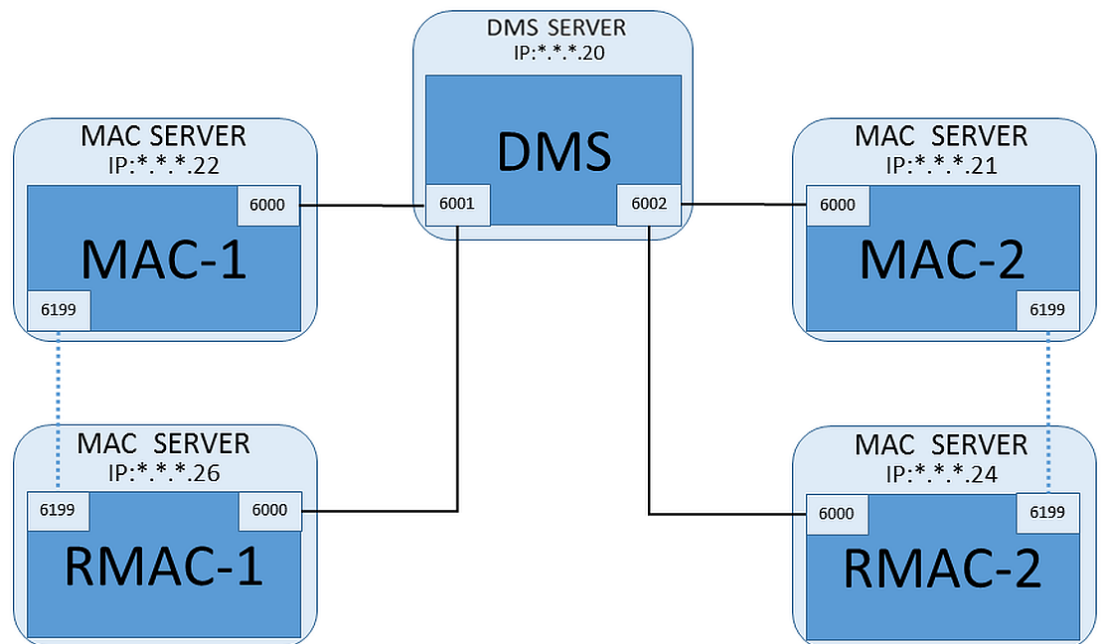 DMS SERVER
IP:*.*.*.20
DMS
6001
6002
MAC SERVER
IP:*.*.*.22
6000
MAC-1
6199
MAC SERVER
IP:*.*.*.21
6000
MAC-2
6199
MAC SERVER
IP:*.*.*.26
6199
6000
RMAC-1
MAC SERVER
IP:*.*.*.24
6000
6199
RMAC-2